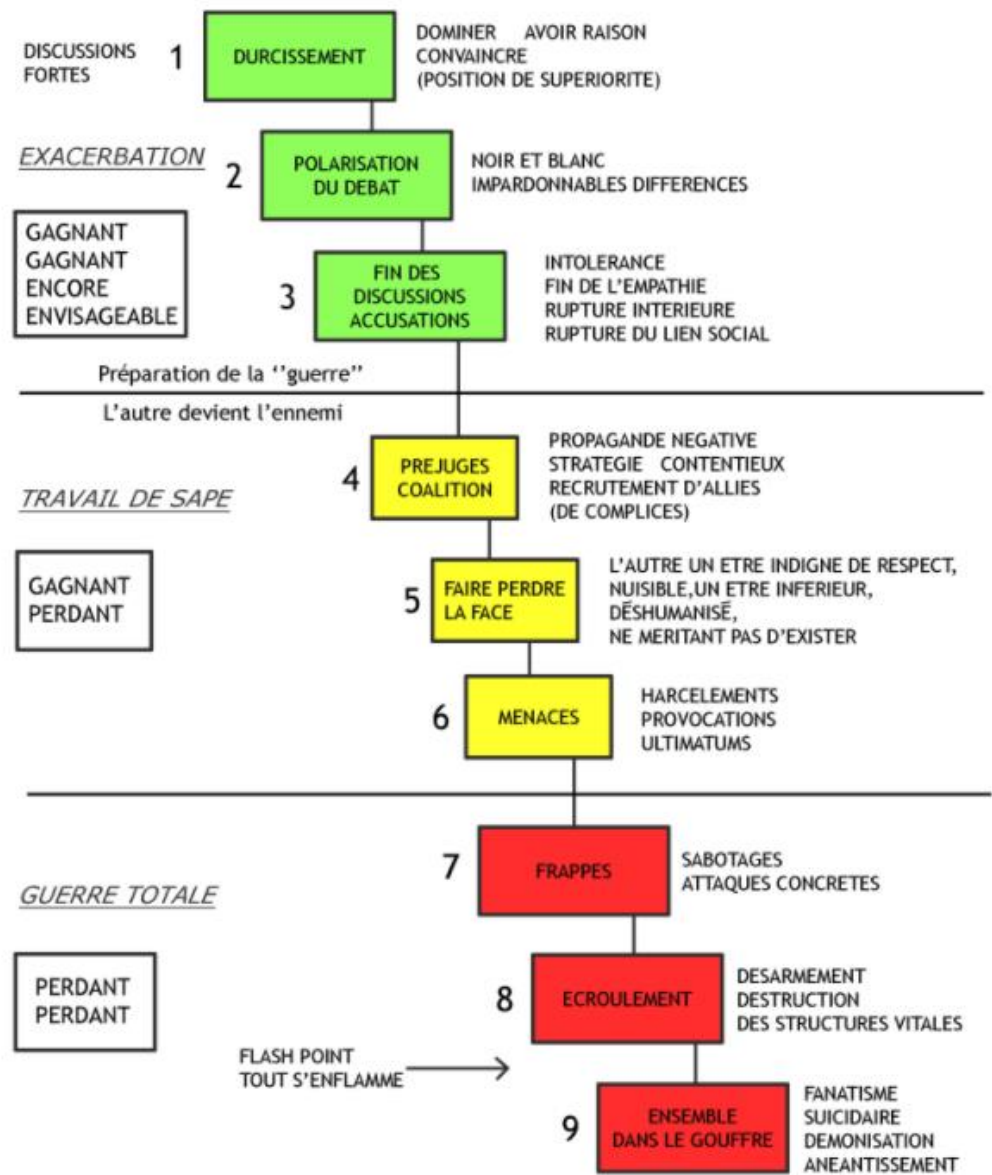 DISCUSSIONS
FORTES
1
DURCISSEMENT
DOMINER AVOIR RAISON
CONVAINCRE
(POSITION DE SUPERIORITE)
EXACERBATION
2
POLARISATION
DU DEBAT
NOIR ET BLANC
IMPARDONNABLES DIFFERENCES
GAGNANT
GAGNANT
ENCORE
ENVISAGEABLE
3
FIN DES
DISCUSSIONS
ACCUSATIONS
INTOLERANCE
FIN DE L'EMPATHIE
RUPTURE INTERIEURE
RUPTURE DU LIEN SOCIAL
Préparation de la ‘’guerre’’
L'autre devient l'ennemi
4
PREJUGES
COALITION
PROPAGANDE NEGATIVE
STRATEGIE CONTENTIEUX
RECRUTEMENT D'ALLIES
(DE COMPLICES)
TRAVAIL DE SAPE
GAGNANT
PERDANT
5
FAIRE PERDRE
LA FACE
L'AUTRE UN ETRE INDIGNE DE RESPECT,
NUISIBLE,UN ETRE INFERIEUR,
DÉSHUMANISÉ,
NE MERITANT PAS D'EXISTER
6
MENACES
HARCELEMENTS
PROVOCATIONS
ULTIMATUMS
7
FRAPPES
SABOTAGES
ATTAQUES CONCRETES
GUERRE TOTALE
PERDANT
PERDANT
8
ECROULEMENT
DESARMEMENT
DESTRUCTION
DES STRUCTURES VITALES
FLASH POINT
TOUT S'ENFLAMME
9
ENSEMBLE
DANS LE GOUFFRE
FANATISME
SUICIDAIRE
DEMONISATION
ANEANTISSEMENT